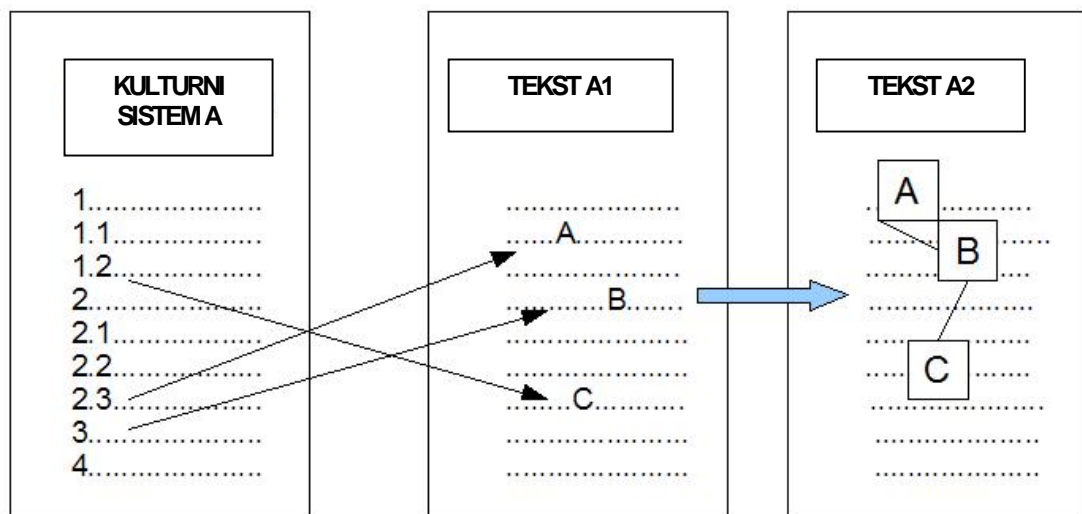 KULTURNI
SISTEM A
1......................
1.1..................
1.2..................
2......................
2.1..................
2.2..................
2.3..................
3......................
4......................
TEKST A1
......................
......A..............
......................
.............B.......
......................
......................
........C...........
......................
......................
TEKST A2
A
B
C